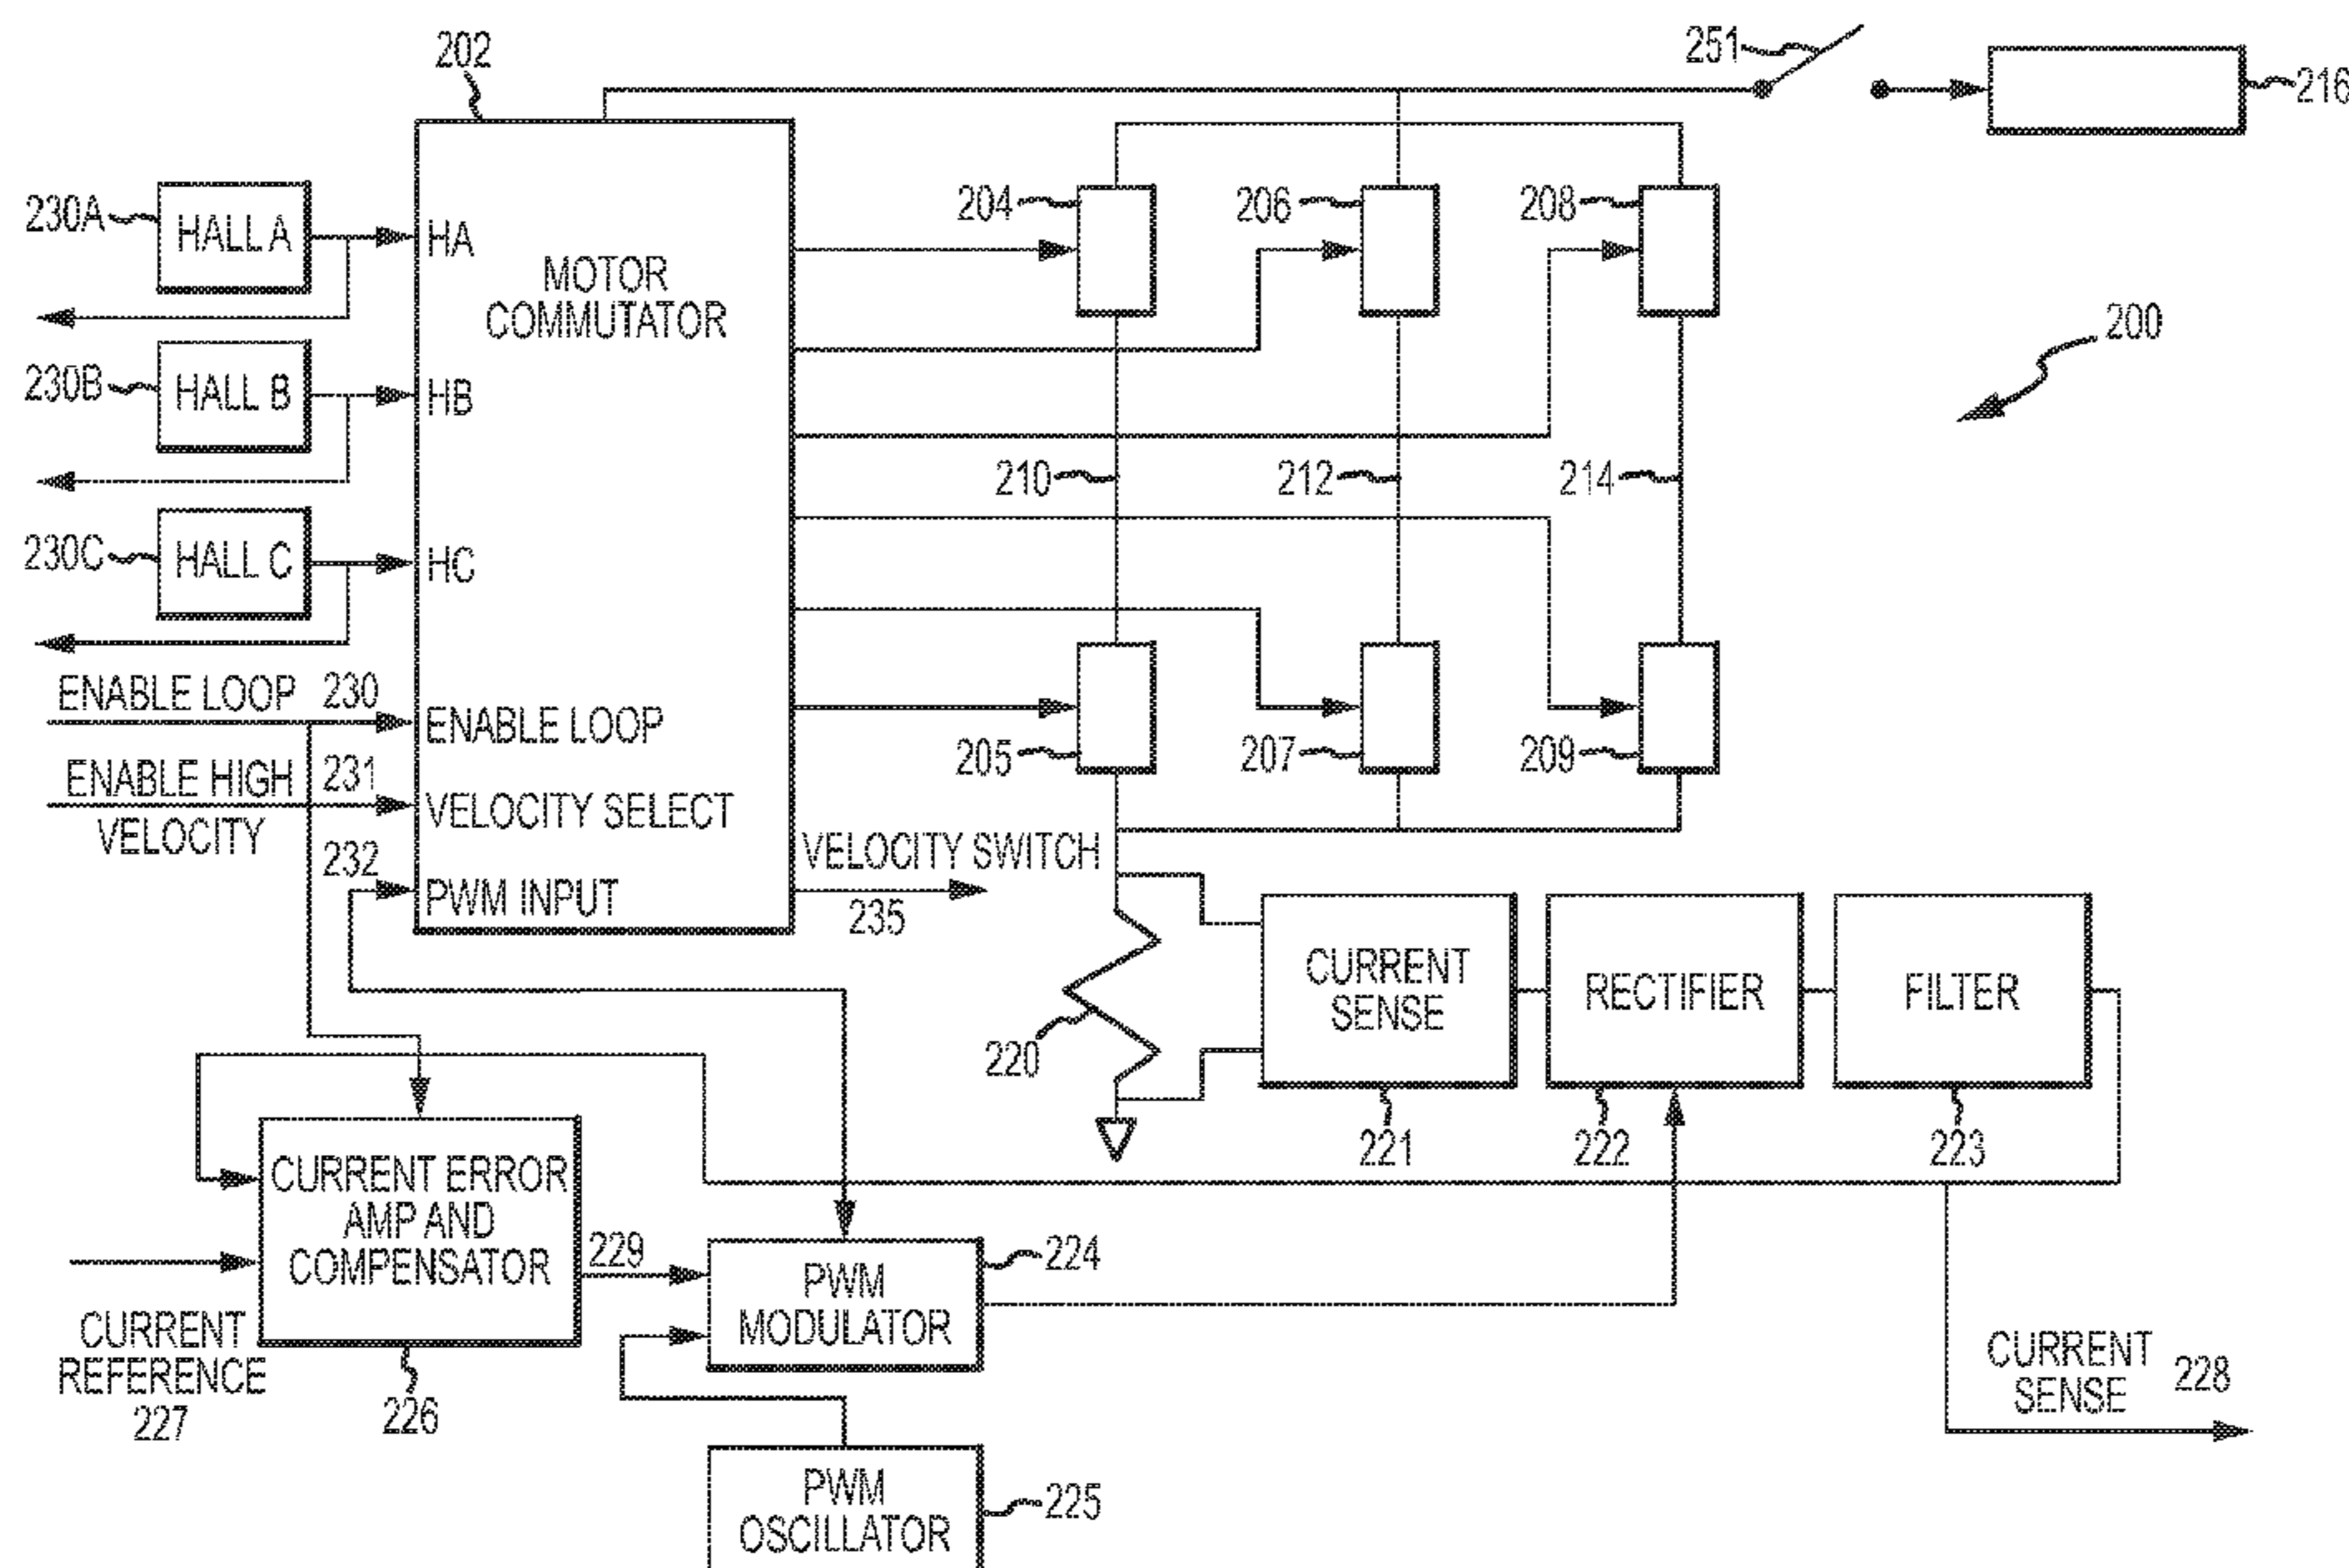 202
251
216
230A
HALL A
HA
204
206
208
MOTOR
COMMUTATOR
200
230B
HALL B
HB
210
212
214
230C
HALL C
HC
ENABLE LOOP
230
ENABLE LOOP
205
207
209
ENABLE HIGH
VELOCITY
231
VELOCITY SELECT
232
PWM INPUT
VELOCITY SWITCH
235
CURRENT
SENSE
RECTIFIER
FILTER
220
221
222
223
CURRENT ERROR
AMP AND
COMPENSATOR
229
PWM
MODULATOR
224
CURRENT
REFERENCE
227
226
CURRENT
SENSE
228
PWM
OSCILLATOR
225